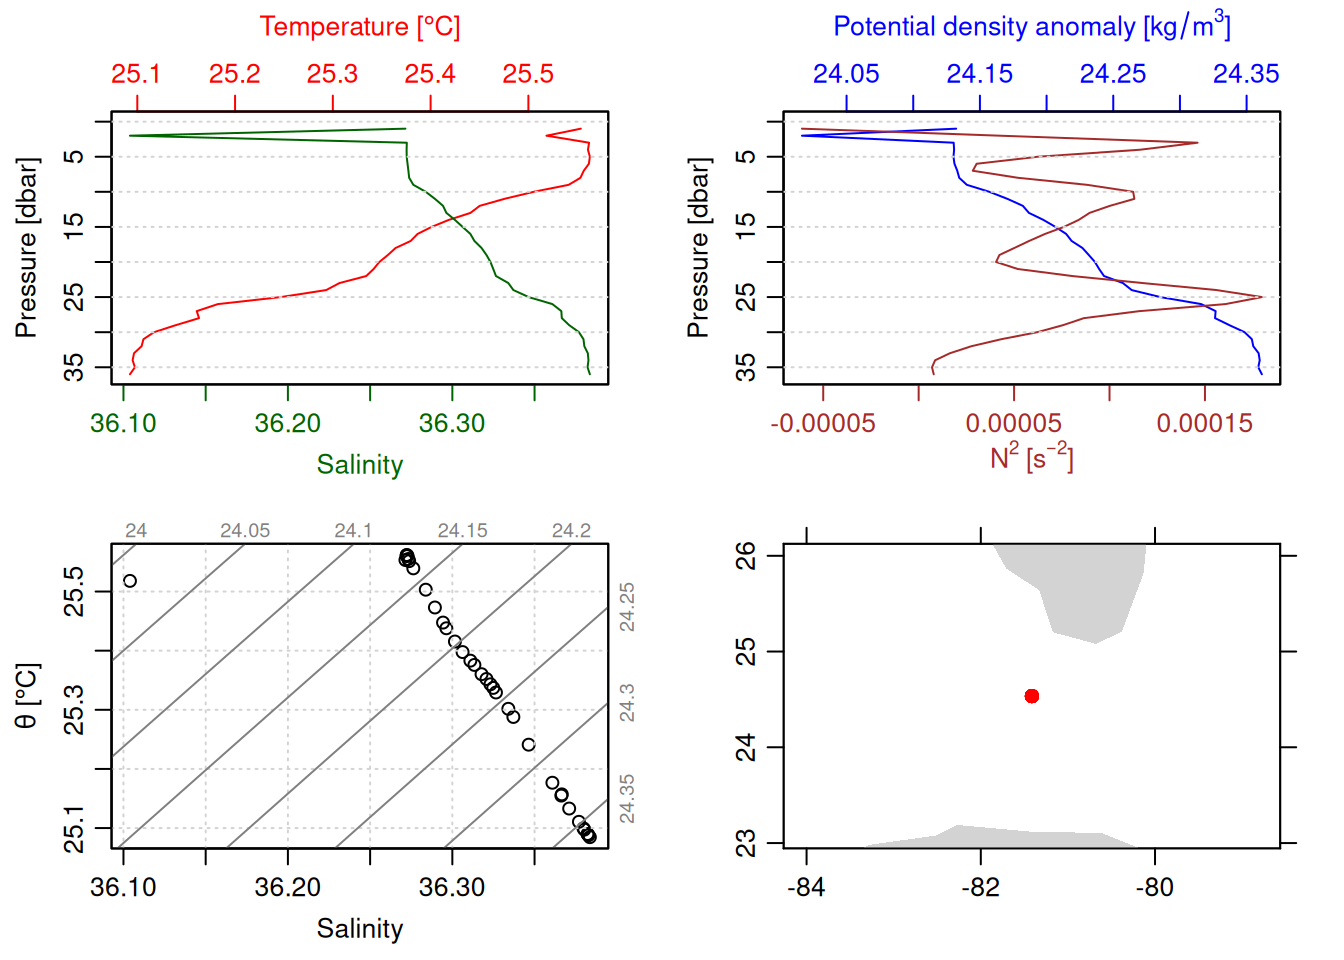 Temperature [°C]
25.1 25.2 25.3 25.4 25.5
Pressure [dbar]
5
15
25
35
36.10 36.20 36.30
Salinity
Potential density anomaly [kg/m³]
24.05 24.15 24.25 24.35
Pressure [dbar]
5
15
25
35
-0.00005 0.00005 0.00015
N² [s⁻²]
24 24.05 24.1 24.15 24.2
24.25
24.3
24.35
θ [°C]
25.5
25.3
25.1
36.10 36.20 36.30
Salinity
26
25
24
23
-84 -82 -80